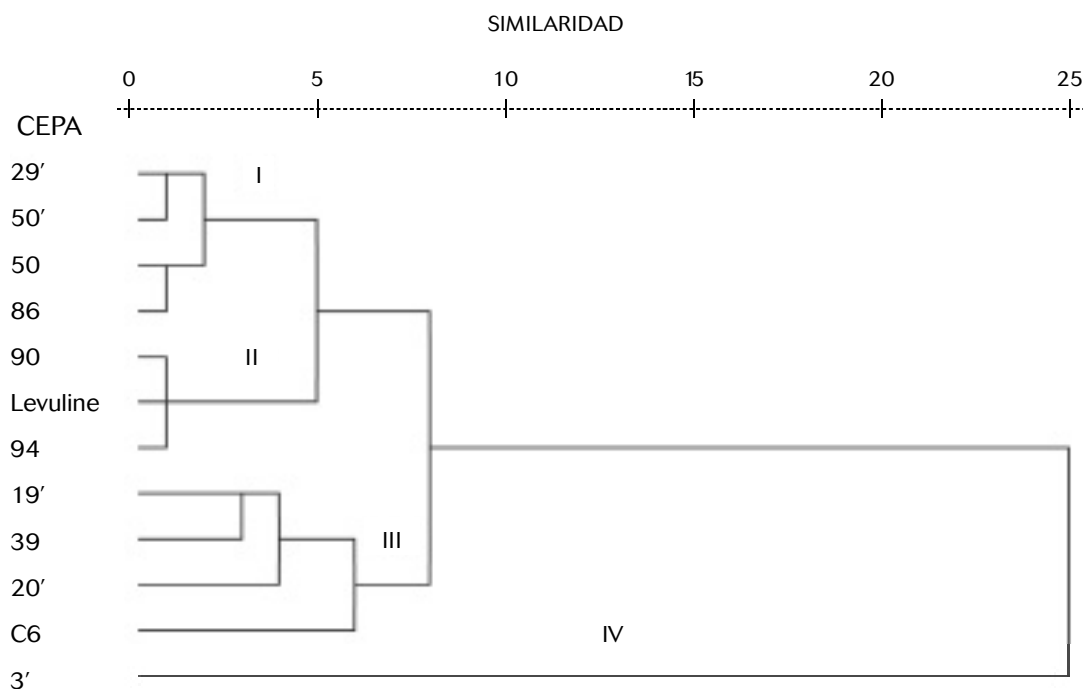 SIMILARIDAD
0 5 10 15 20 25
CEPA
29′ I
50′
50
86
90 II
Levuline
94
19′
39 III
20′
C6 IV
3′